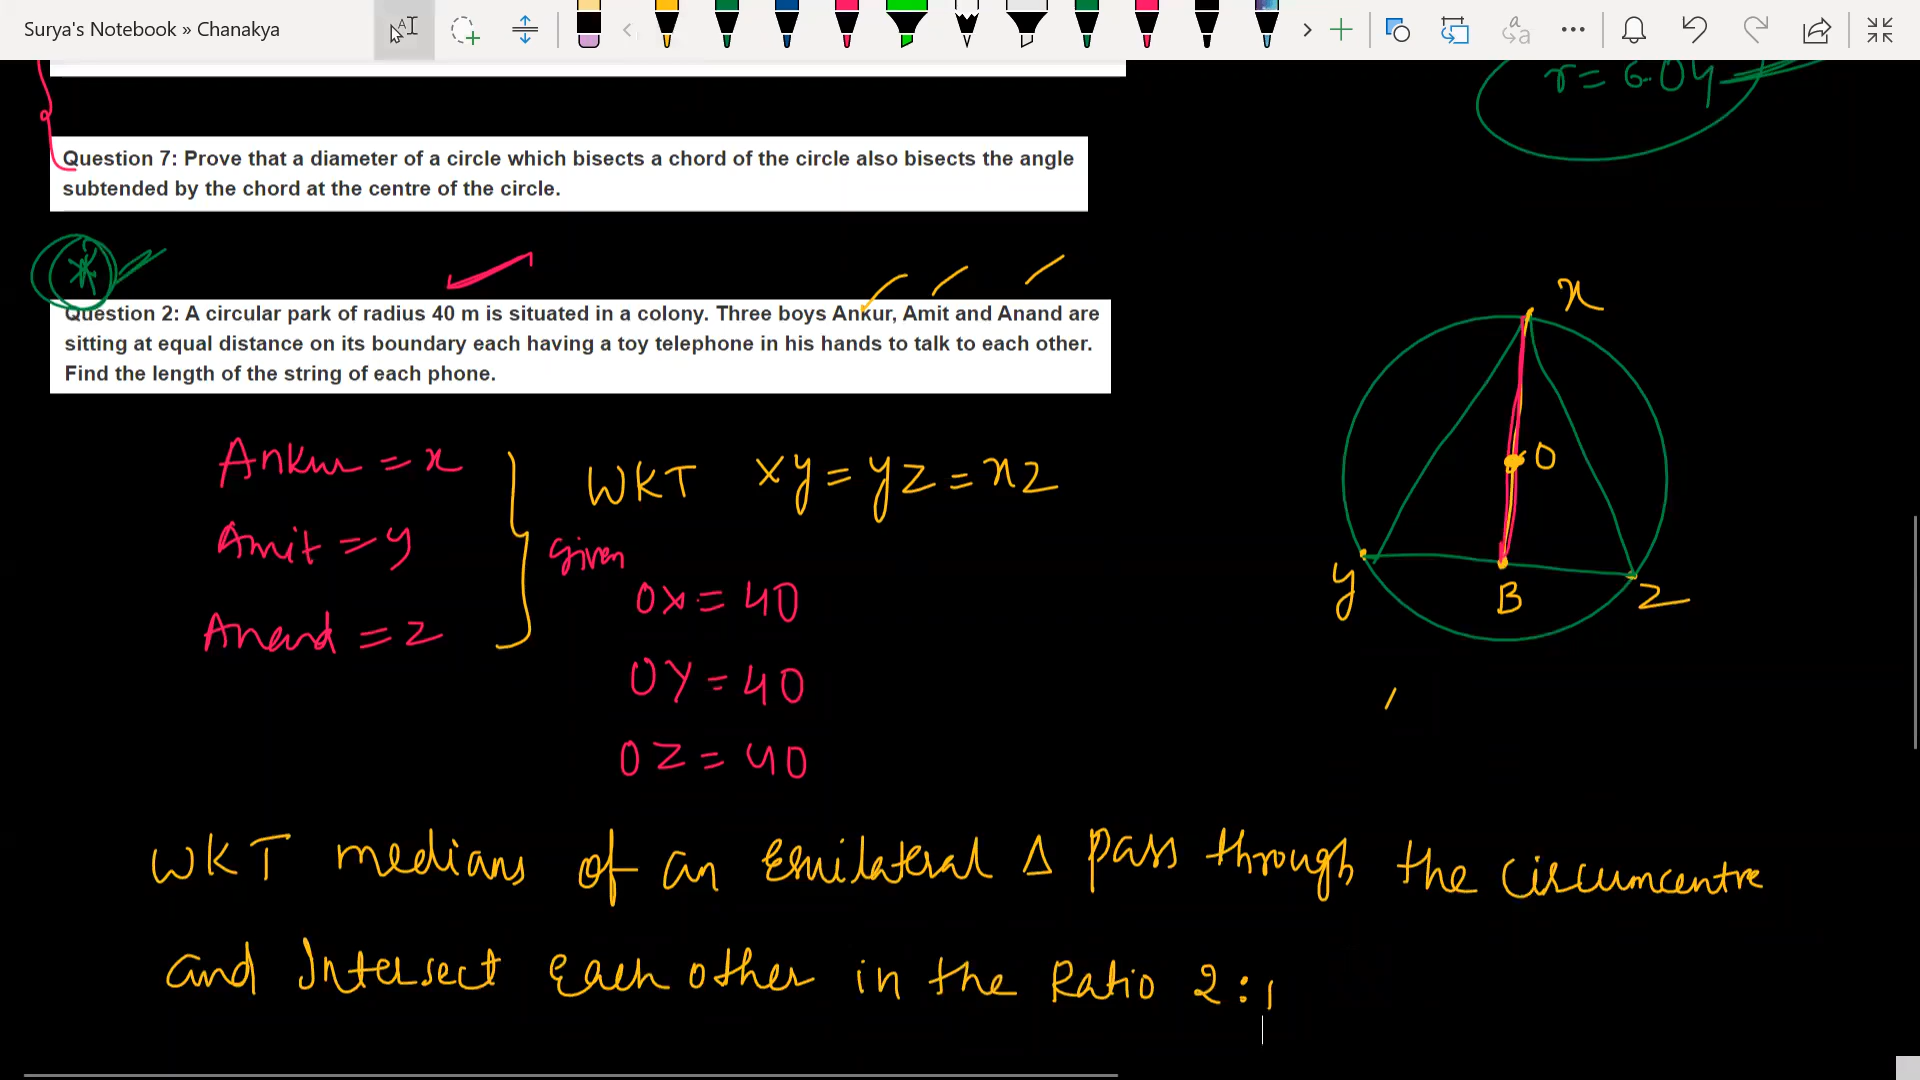 Surya's Notebook » Chanakya
r = 6.04
Question 7: Prove that a diameter of a circle which bisects a chord of the circle also bisects the angle
subtended by the chord at the centre of the circle.
Question 2: A circular park of radius 40 m is situated in a colony. Three boys Ankur, Amit and Anand are
sitting at equal distance on its boundary each having a toy telephone in his hands to talk to each other.
Find the length of the string of each phone.
x
O
y
B
z
Ankur = x
Amit = y
Anand = z
WKT xy = yz = xz
given
OX = 40
OY = 40
OZ = 40
WKT medians of an Equilateral Δ pass through the circumcentre
and Intersect Each other in the Ratio 2:1